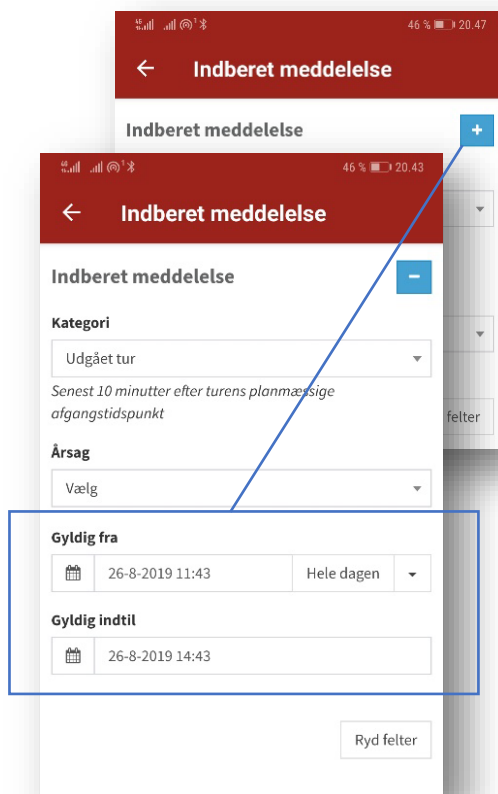 46 % 20.47
Indberet meddelelse
Indberet meddelelse
+
felter
46 % 20.43
Indberet meddelelse
Indberet meddelelse
−
Kategori
Udgået tur
Senest 10 minutter efter turens planmæssige
afgangstidspunkt
Årsag
Vælg
Gyldig fra
26-8-2019 11:43 Hele dagen
Gyldig indtil
26-8-2019 14:43
Ryd felter